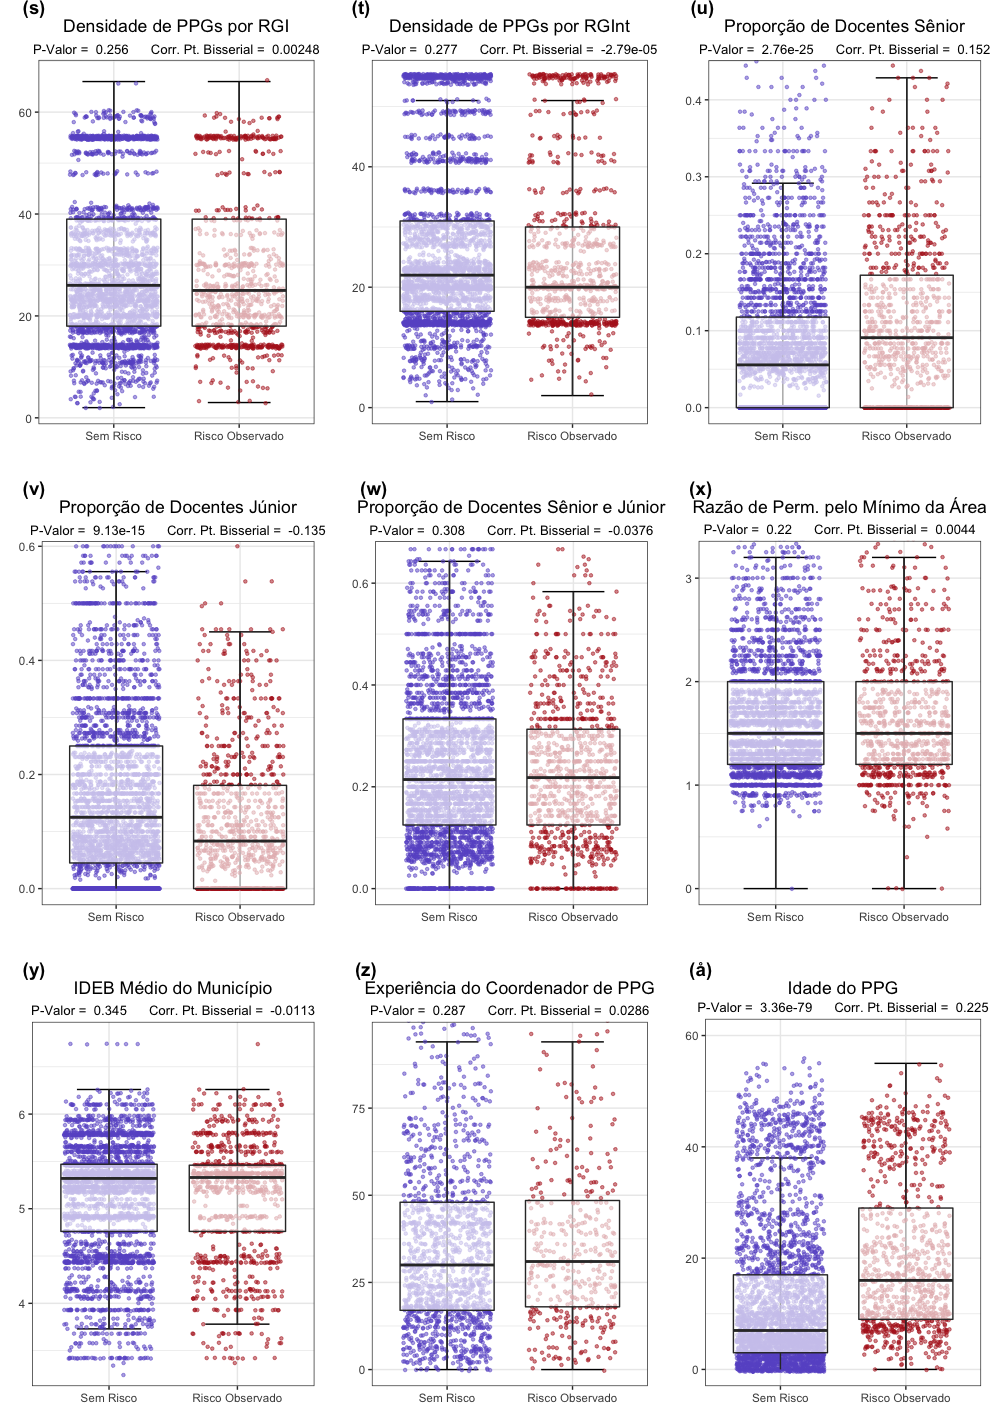 (s)
Densidade de PPGs por RGI
P-Valor = 0.256 Corr. Pt. Bisserial = 0.00248
60
40
20
0
Sem Risco Risco Observado
(t)
Densidade de PPGs por RGInt
P-Valor = 0.277 Corr. Pt. Bisserial = -2.79e-05
40
20
0
Sem Risco Risco Observado
(u)
Proporção de Docentes Sênior
P-Valor = 2.76e-25 Corr. Pt. Bisserial = 0.152
0.4
0.3
0.2
0.1
0.0
Sem Risco Risco Observado
(v)
Proporção de Docentes Júnior
P-Valor = 9.13e-15 Corr. Pt. Bisserial = -0.135
0.6
0.4
0.2
0.0
Sem Risco Risco Observado
(w)
Proporção de Docentes Sênior e Júnior
P-Valor = 0.308 Corr. Pt. Bisserial = -0.0376
0.6
0.4
0.2
0.0
Sem Risco Risco Observado
(x)
Razão de Perm. pelo Mínimo da Área
P-Valor = 0.22 Corr. Pt. Bisserial = 0.0044
3
2
1
0
Sem Risco Risco Observado
(y)
IDEB Médio do Município
P-Valor = 0.345 Corr. Pt. Bisserial = -0.0113
6
5
4
Sem Risco Risco Observado
(z)
Experiência do Coordenador de PPG
P-Valor = 0.287 Corr. Pt. Bisserial = 0.0286
75
50
25
0
Sem Risco Risco Observado
(å)
Idade do PPG
P-Valor = 3.36e-79 Corr. Pt. Bisserial = 0.225
60
40
20
0
Sem Risco Risco Observado